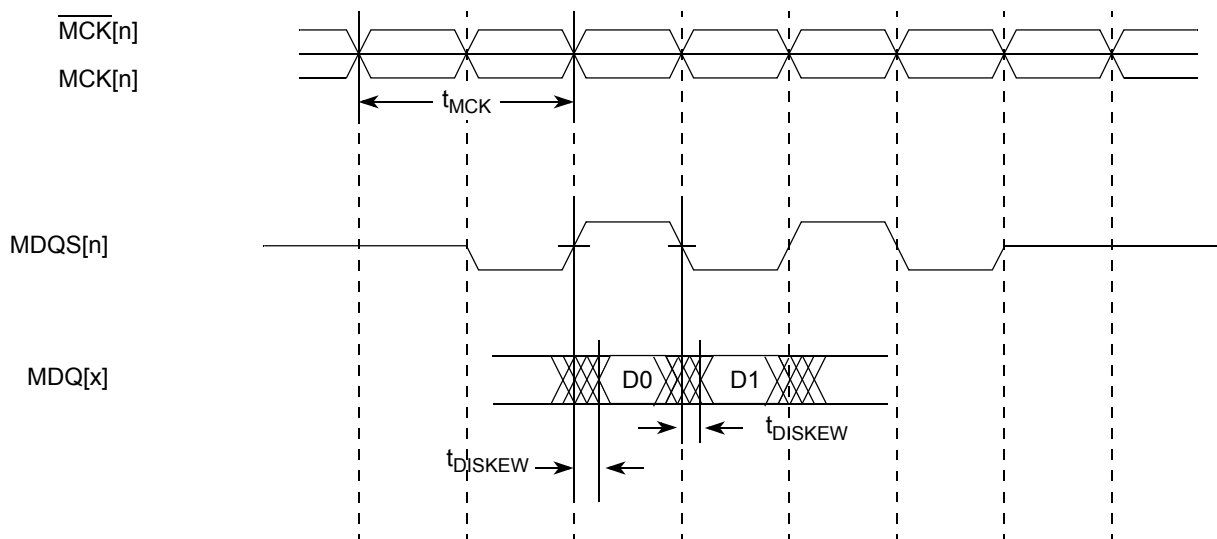 MCK[n]
MCK[n]
tMCK
MDQS[n]
MDQ[x]
D0
D1
tDISKEW
tDISKEW